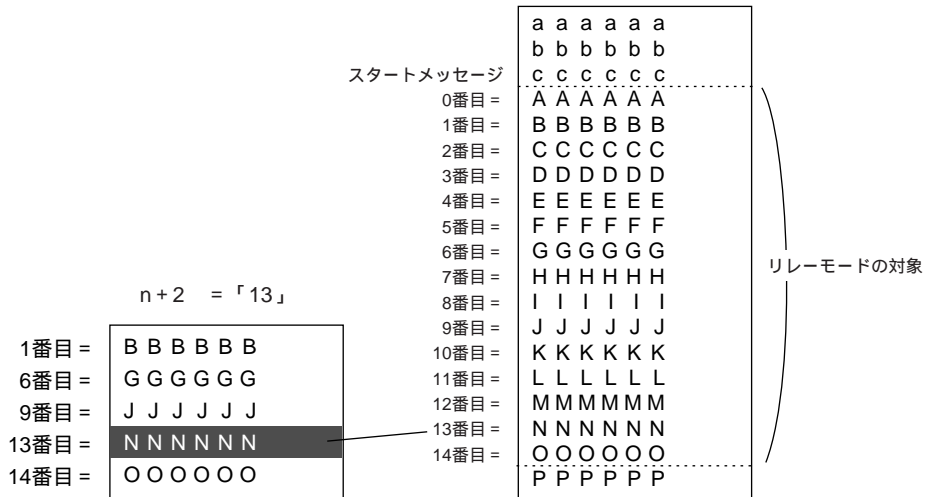 a a a a a a
b b b b b b
スタートメッセージ c c c c c c
0番目= A A A A A A
1番目= B B B B B B
2番目= C C C C C C
3番目= D D D D D D
4番目= E E E E E E
5番目= F F F F F F
6番目= G G G G G G
7番目= H H H H H H
8番目= I I I I I I
9番目= J J J J J J
10番目= K K K K K K
11番目= L L L L L L
12番目= M M M M M M
13番目= N N N N N N
14番目= O O O O O O
P P P P P P
リレーモードの対象
n+2 =「13」
1番目= B B B B B B
6番目= G G G G G G
9番目= J J J J J J
13番目= N N N N N N
14番目= O O O O O O